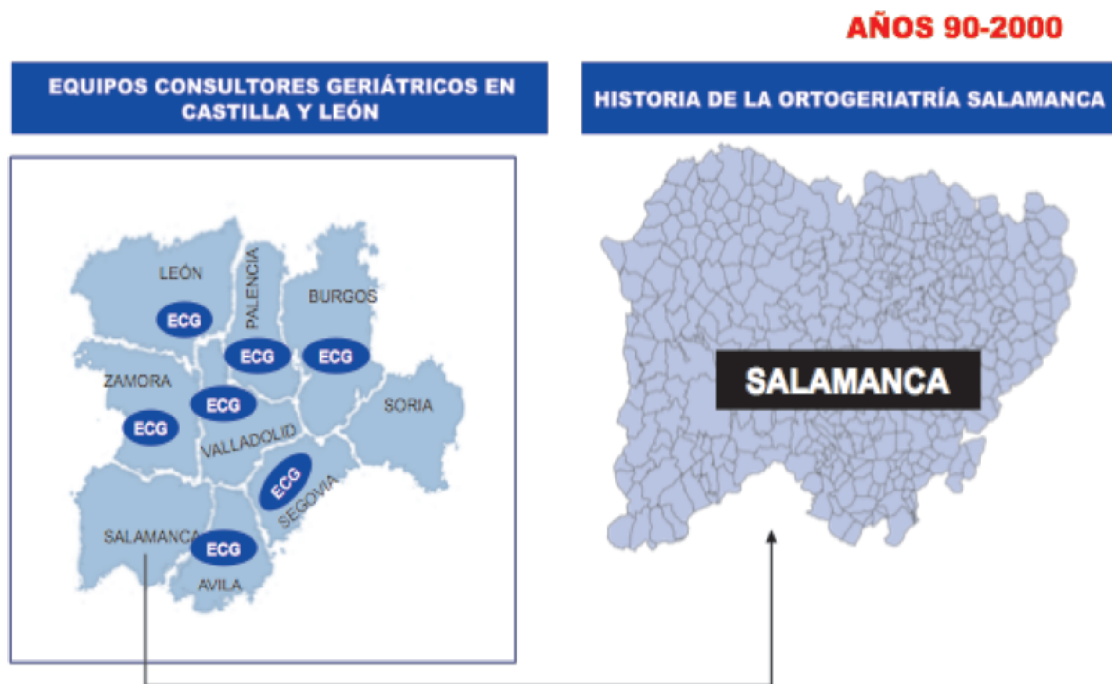 AÑOS 90-2000
EQUIPOS CONSULTORES GERIÁTRICOS EN
CASTILLA Y LEÓN
HISTORIA DE LA ORTOGERIATRÍA SALAMANCA
LEÓN
PALENCIA
BURGOS
ECG
ECG
ECG
ZAMORA
ECG
ECG
VALLADOLID
SORIA
ECG
SEGOVIA
SALAMANCA
ECG
AVILA
SALAMANCA